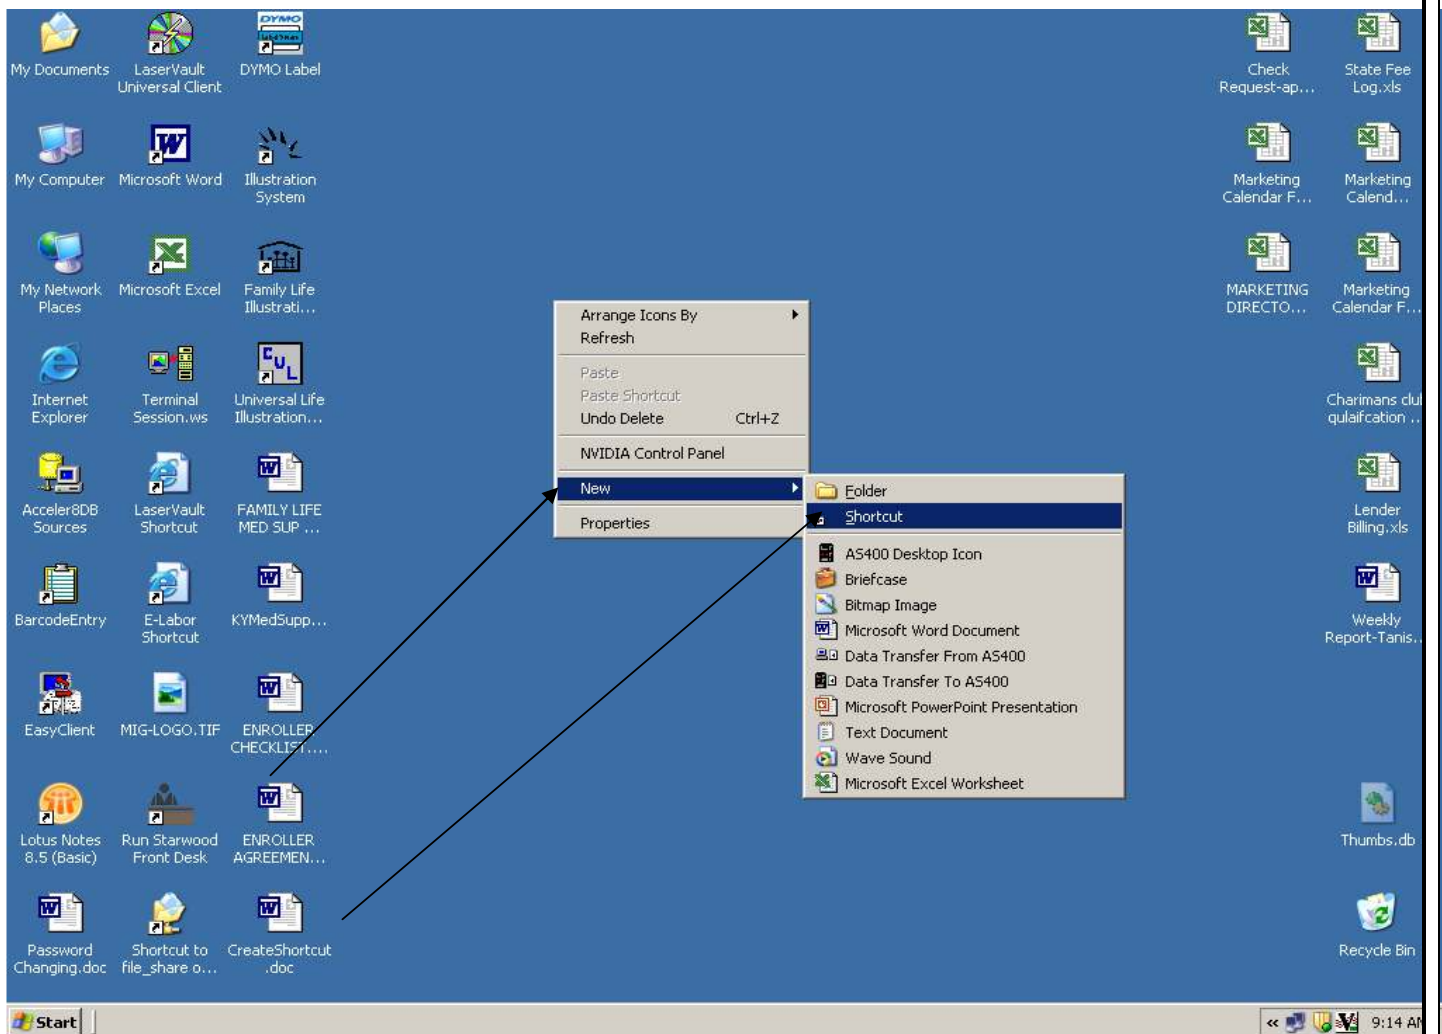 My Documents
LaserVault
Universal Client
DYMO
DYMO Label
Check
Request-ap...
State Fee
Log.xls
My Computer
W
Microsoft Word
Illustration
System
Marketing
Calendar F...
Marketing
Calend...
My Network
Places
Microsoft Excel
Family Life
Illustrati...
MARKETING
DIRECTO...
Marketing
Calendar F...
Internet
Explorer
Terminal
Session.ws
CUL
Universal Life
Illustration...
Charimans clu
qulaifcation ..
Acceler8DB
Sources
LaserVault
Shortcut
FAMILY LIFE
MED SUP ...
Lender
Billing.xls
BarcodeEntry
E-Labor
Shortcut
KYMedSupp...
Weekly
Report-Tanis..
EasyClient
MIG-LOGO.TIF
ENROLLER
CHECKLIST....
Lotus Notes
8.5 (Basic)
Run Starwood
Front Desk
ENROLLER
AGREEMEN...
Thumbs.db
Password
Changing.doc
Shortcut to
file_share o...
CreateShortcut
.doc
Recycle Bin
Arrange Icons By
Refresh
Paste
Paste Shortcut
Undo Delete Ctrl+Z
NVIDIA Control Panel
New
Properties
Folder
Shortcut
AS400 Desktop Icon
Briefcase
Bitmap Image
Microsoft Word Document
Data Transfer From AS400
Data Transfer To AS400
Microsoft PowerPoint Presentation
Text Document
Wave Sound
Microsoft Excel Worksheet
Start
« 9:14 AM